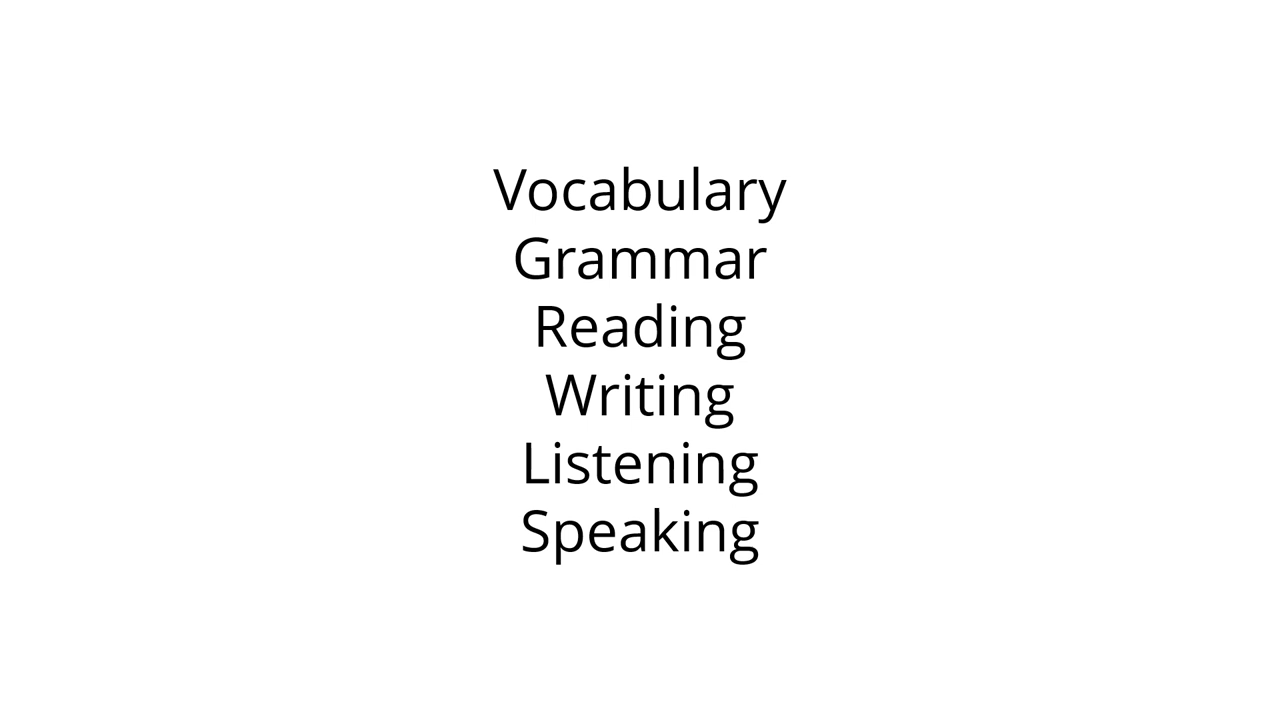 Vocabulary
Grammar
Reading
Writing
Listening
Speaking